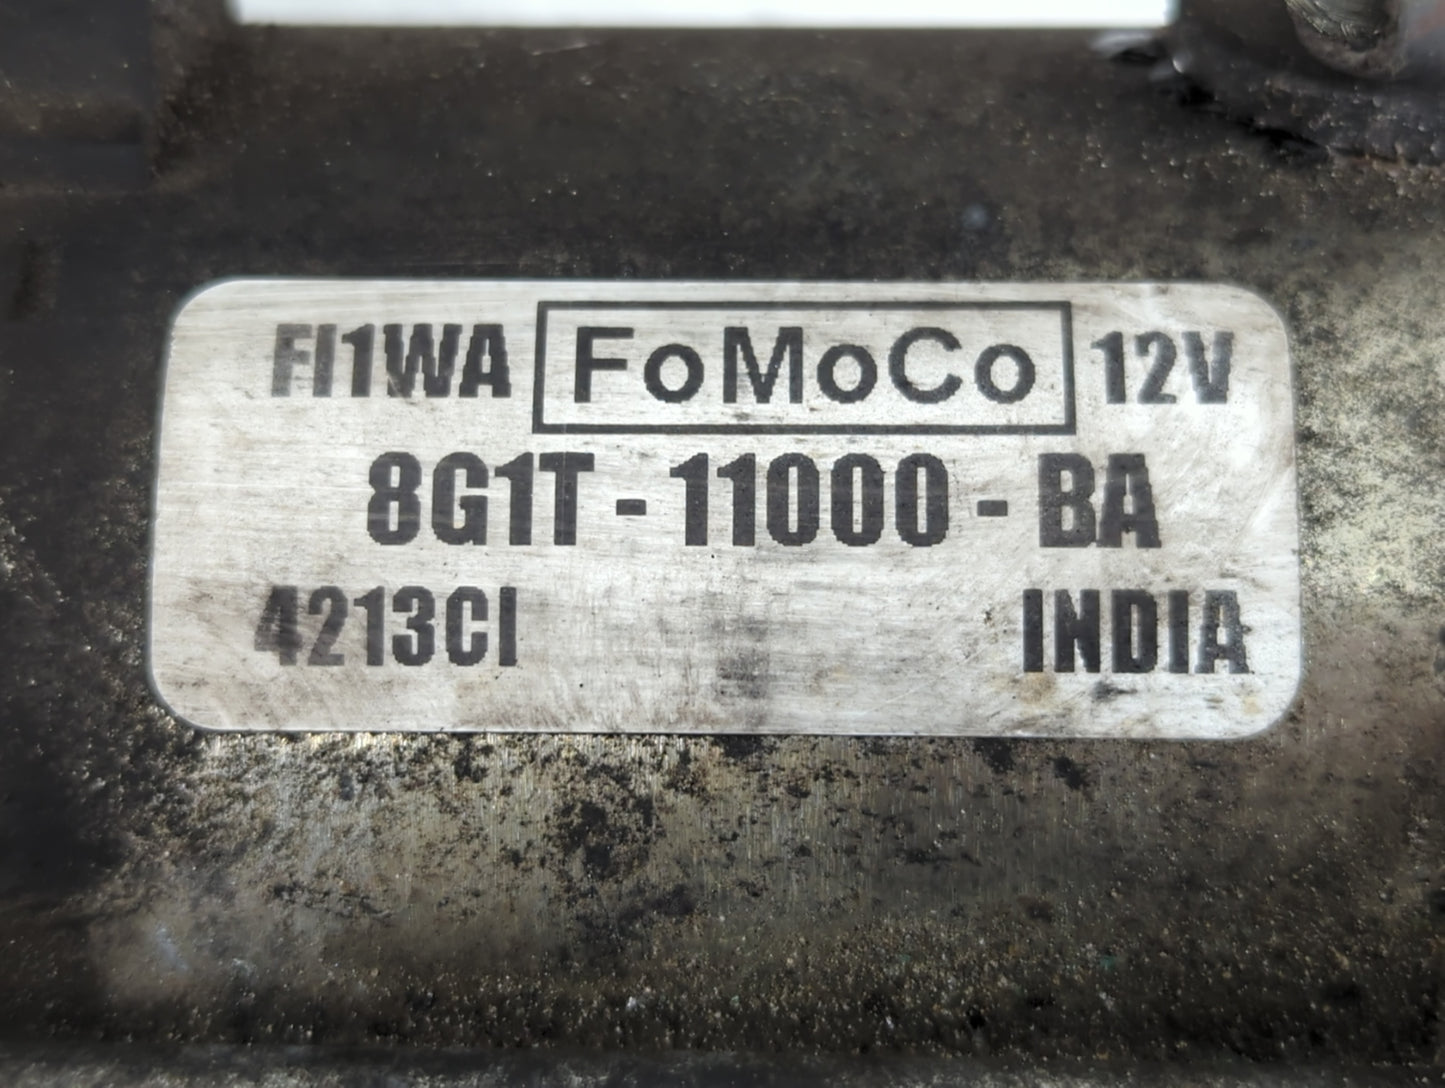 FI1WA FoMoCo 12V
8G1T - 11000 - BA
4213CI INDIA